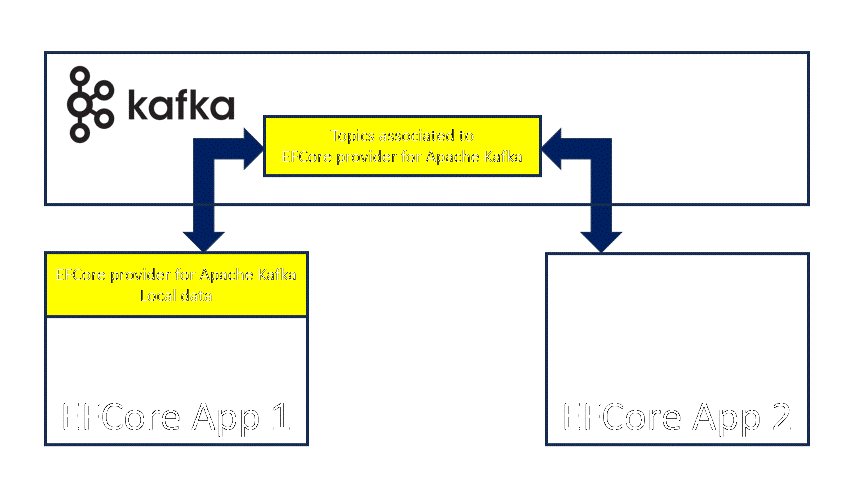 kafka
Topics associated to
EFCore provider for Apache Kafka
EFCore provider for Apache Kafka
Local data
EFCore App 1
EFCore App 2